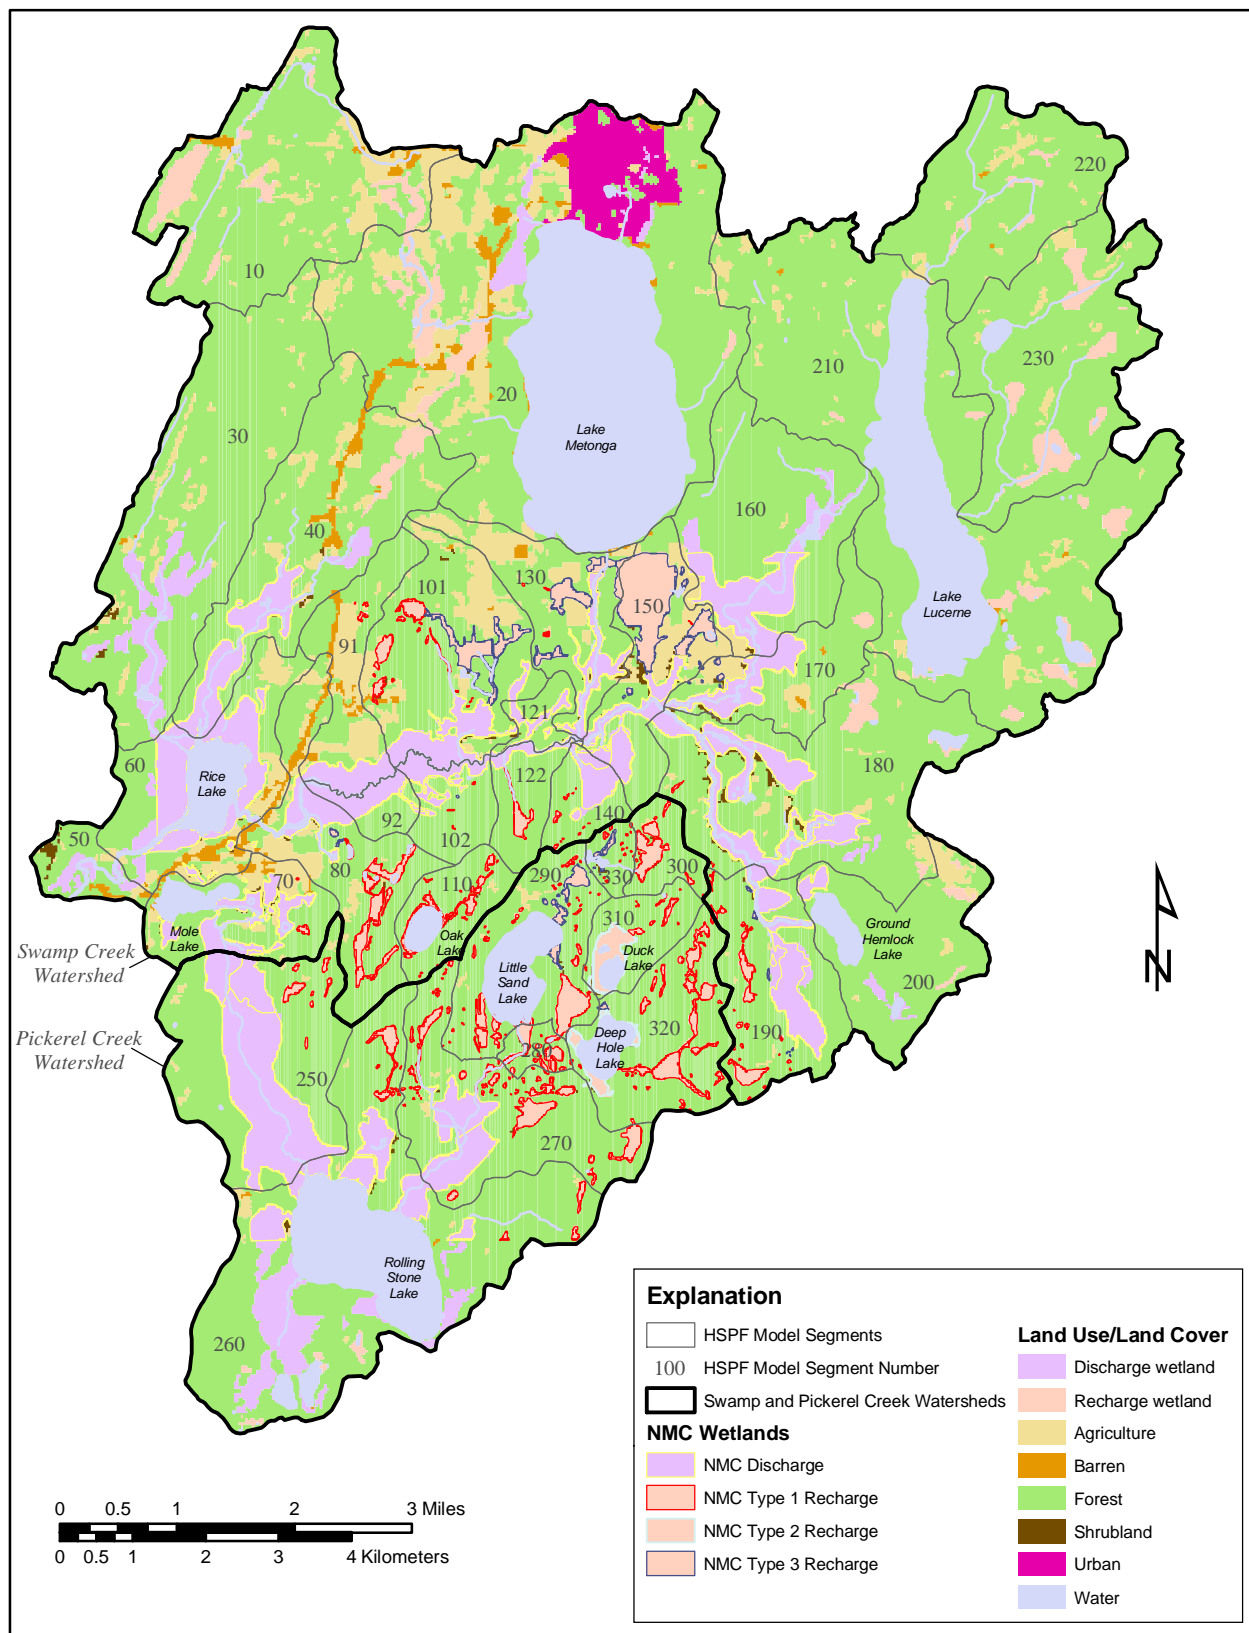 220
10
210
230
20
30
Lake
Metonga
160
40
101
130
150
Lake
Lucerne
91
170
121
60
Rice
Lake
122
180
50
92
140
102
80
70
110
290
330
300
310
Mole
Lake
Oak
Lake
Duck
Lake
Ground
Hemlock
Lake
Swamp Creek
Watershed
Little
Sand
Lake
200
Pickerel Creek
Watershed
320
190
Deep
Hole
Lake
280
250
270
Rolling
Stone
Lake
260
N
0 0.5 1 2 3 Miles
0 0.5 1 2 3 4 Kilometers
Explanation
HSPF Model Segments
100 HSPF Model Segment Number
Swamp and Pickerel Creek Watersheds
NMC Wetlands
NMC Discharge
NMC Type 1 Recharge
NMC Type 2 Recharge
NMC Type 3 Recharge
Land Use/Land Cover
Discharge wetland
Recharge wetland
Agriculture
Barren
Forest
Shrubland
Urban
Water